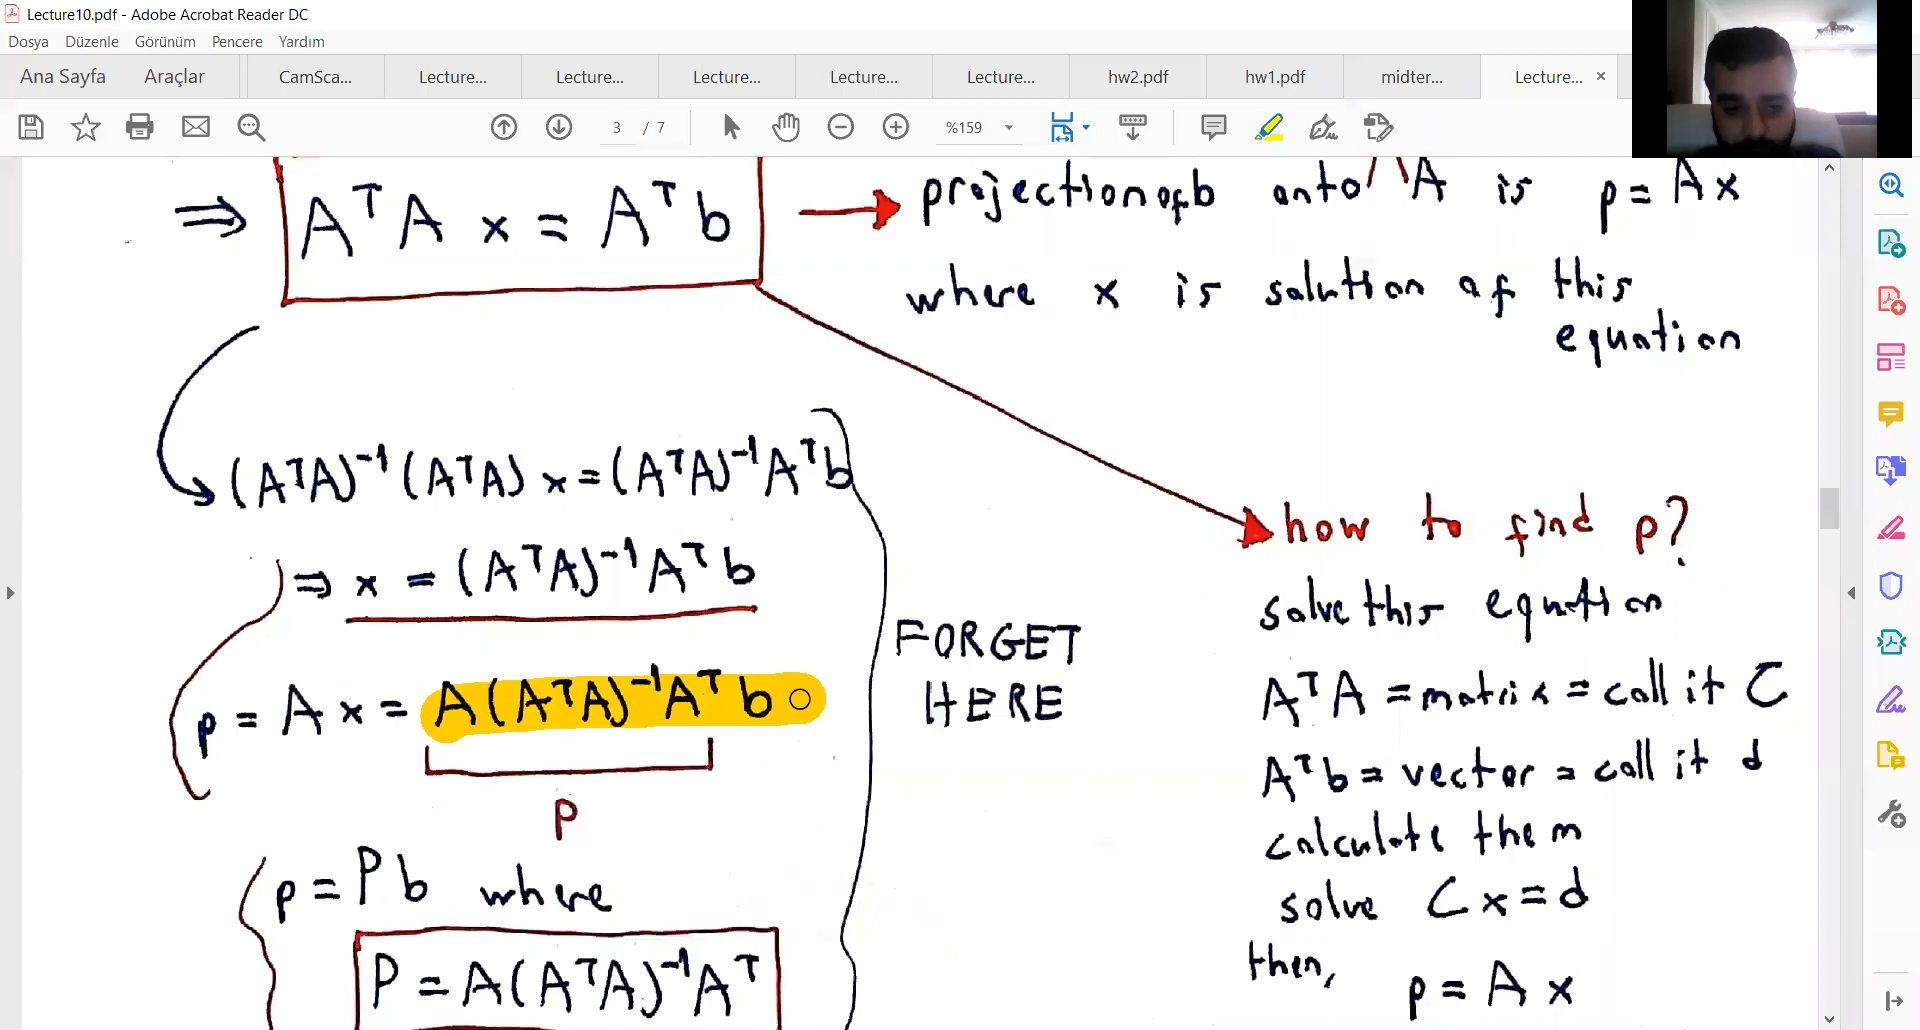 Lecture10.pdf - Adobe Acrobat Reader DC
Dosya Düzenle Görünüm Pencere Yardım
Ana Sayfa Araçlar CamSca... Lecture... Lecture... Lecture... Lecture... Lecture... hw2.pdf hw1.pdf midter... Lecture... ×
3 / 7 %159
⇒ AᵀA x = Aᵀb → projection of b onto A is p = Ax
where x is solution of this
equation
(AᵀA)⁻¹(AᵀA) x = (AᵀA)⁻¹Aᵀb
⇒ x = (AᵀA)⁻¹Aᵀb
p = Ax = A(AᵀA)⁻¹Aᵀb
P
p = Pb where
P = A(AᵀA)⁻¹Aᵀ
FORGET
HERE
how to find p?
solve this equation
AᵀA = matrix = call it C
Aᵀb = vector = call it d
calculate them
solve Cx = d
then,
p = Ax